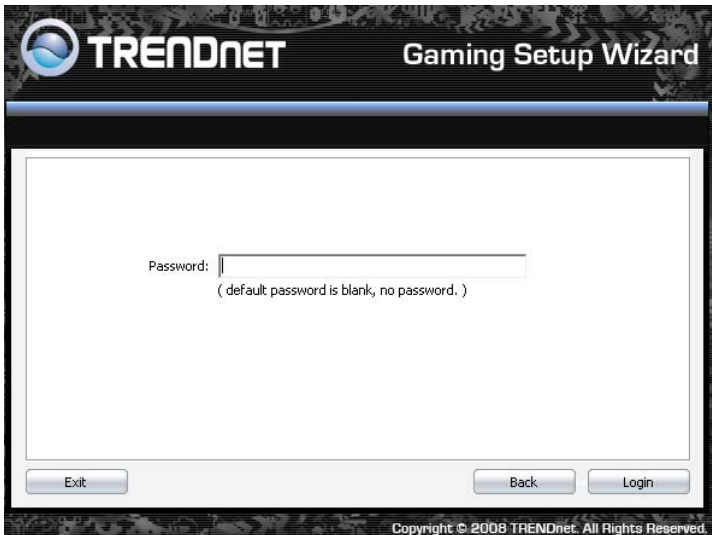 TRENDNET
Gaming Setup Wizard
Password:
( default password is blank, no password. )
Exit
Back
Login
Copyright © 2008 TRENDnet. All Rights Reserved.